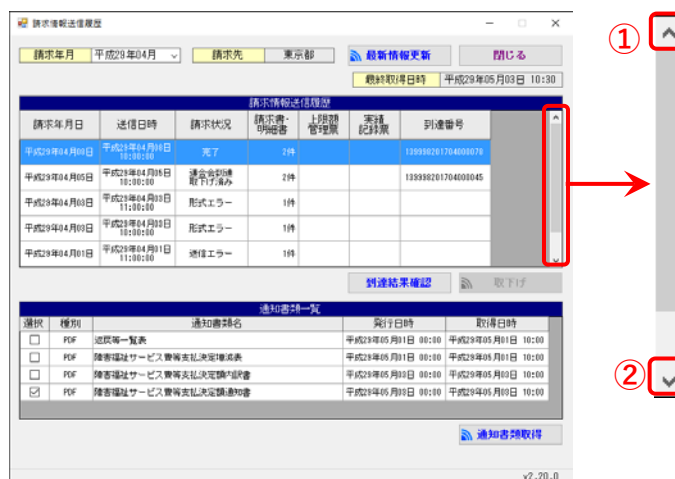 請求情報送信履歴
請求年月 平成29年04月 請求先 東京都 最新情報更新 閉じる
最終取得日時 平成29年05月03日 10:30
請求情報送信履歴
請求年月日 送信日時 請求状況 請求書・明細書 上限額管理票 実績記録票 到達番号
平成29年04月08日 平成29年04月08日 10:00:00 完了 2件 1399982017040000078
平成29年04月05日 平成29年04月05日 10:00:00 連合会到達取下げ済み 2件 1399982017040000045
平成29年04月03日 平成29年04月03日 11:00:00 形式エラー 1件
平成29年04月03日 平成29年04月03日 10:00:00 形式エラー 1件
平成29年04月01日 平成29年04月01日 11:00:00 送信エラー 1件
到達結果確認 取下げ
通知書類一覧
選択 種別 通知書類名 発行日時 取得日時
PDF 返戻等一覧表 平成29年05月01日 00:00 平成29年05月01日 10:00
PDF 障害福祉サービス費等支払決定増減表 平成29年05月03日 00:00 平成29年05月03日 10:00
PDF 障害福祉サービス費等支払決定額内訳書 平成29年05月03日 00:00 平成29年05月03日 10:00
PDF 障害福祉サービス費等支払決定額通知書 平成29年05月03日 00:00 平成29年05月03日 10:00
通知書類取得
v2.20.0
①
②